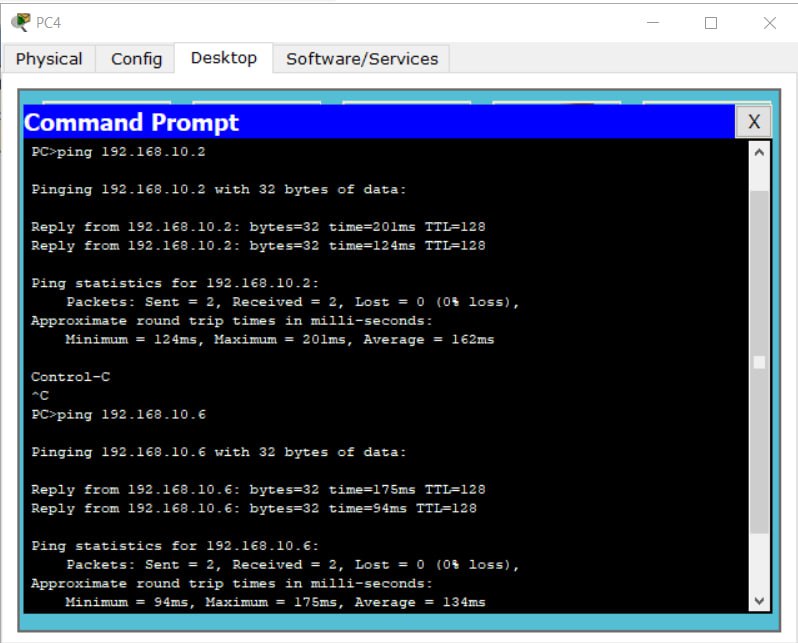 PC4
Physical Config Desktop Software/Services
Command Prompt X
PC>ping 192.168.10.2
Pinging 192.168.10.2 with 32 bytes of data:
Reply from 192.168.10.2: bytes=32 time=201ms TTL=128
Reply from 192.168.10.2: bytes=32 time=124ms TTL=128
Ping statistics for 192.168.10.2:
Packets: Sent = 2, Received = 2, Lost = 0 (0% loss),
Approximate round trip times in milli-seconds:
Minimum = 124ms, Maximum = 201ms, Average = 162ms
Control-C
^C
PC>ping 192.168.10.6
Pinging 192.168.10.6 with 32 bytes of data:
Reply from 192.168.10.6: bytes=32 time=175ms TTL=128
Reply from 192.168.10.6: bytes=32 time=94ms TTL=128
Ping statistics for 192.168.10.6:
Packets: Sent = 2, Received = 2, Lost = 0 (0% loss),
Approximate round trip times in milli-seconds:
Minimum = 94ms, Maximum = 175ms, Average = 134ms